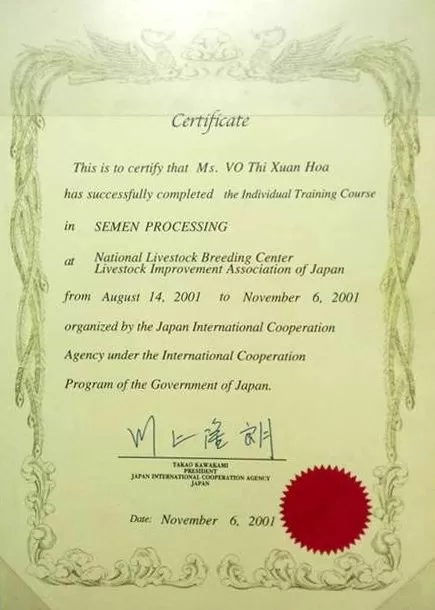 Certificate
This is to certify that Ms. VO Thi Xuan Hoa
has successfully completed the Individual Training Course
in SEMEN PROCESSING
at National Livestock Breeding Center
Livestock Improvement Association of Japan
from August 14, 2001 to November 6, 2001
organized by the Japan International Cooperation
Agency under the International Cooperation
Program of the Government of Japan.
川上隆朗
TAKAO KAWAKAMI
PRESIDENT
JAPAN INTERNATIONAL COOPERATION AGENCY
JAPAN
Date: November 6, 2001